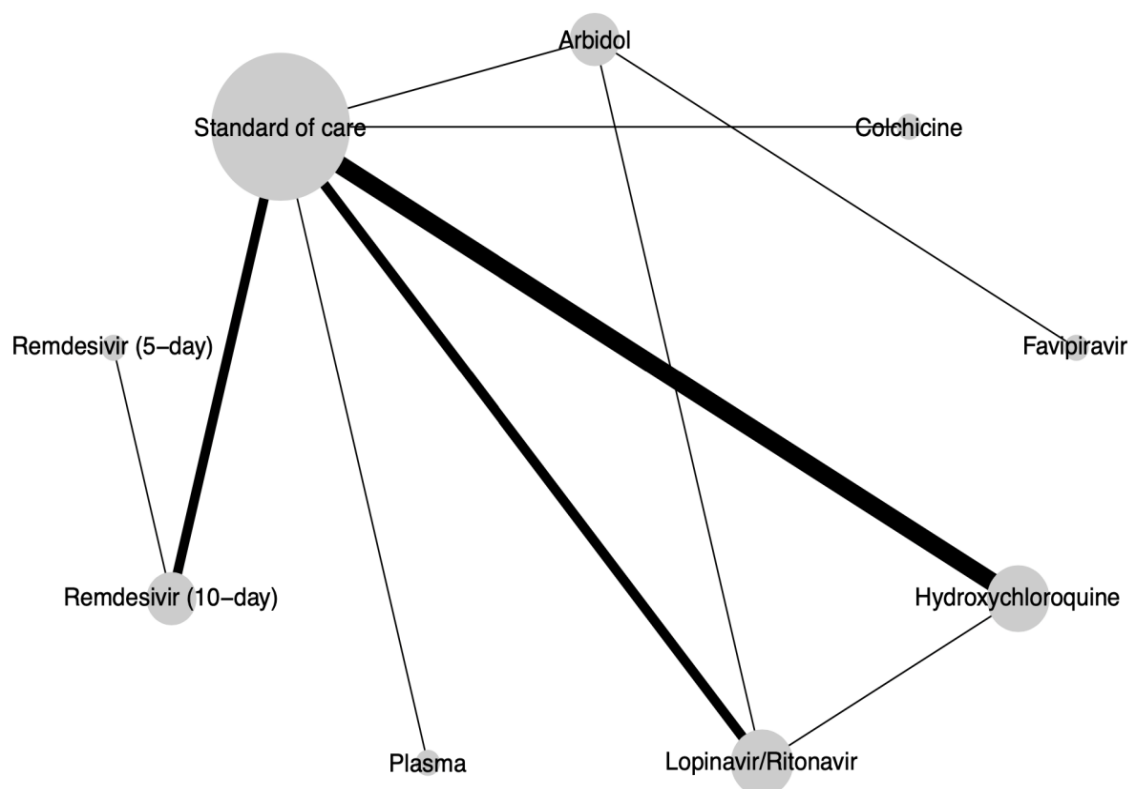 Arbidol
Standard of care
Colchicine
Remdesivir (5−day)
Favipiravir
Remdesivir (10−day)
Hydroxychloroquine
Plasma
Lopinavir/Ritonavir